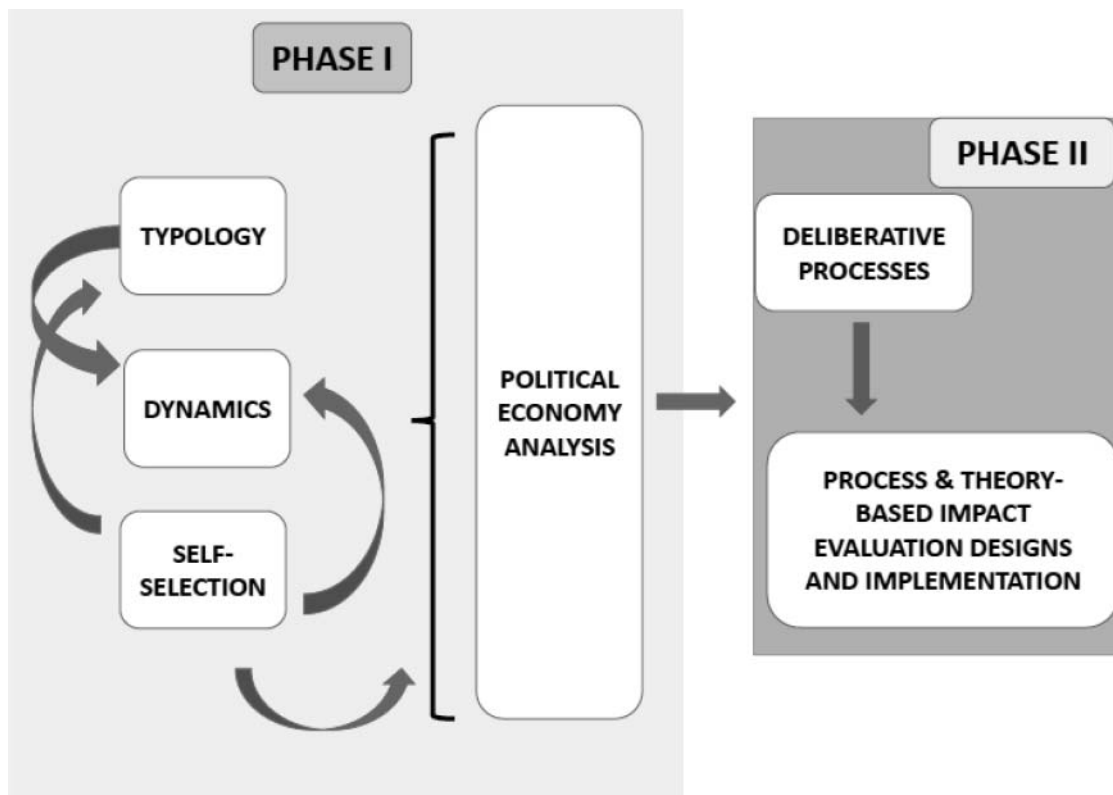 PHASE I
TYPOLOGY
DYNAMICS
SELF-
SELECTION
POLITICAL
ECONOMY
ANALYSIS
PHASE II
DELIBERATIVE
PROCESSES
PROCESS & THEORY-
BASED IMPACT
EVALUATION DESIGNS
AND IMPLEMENTATION